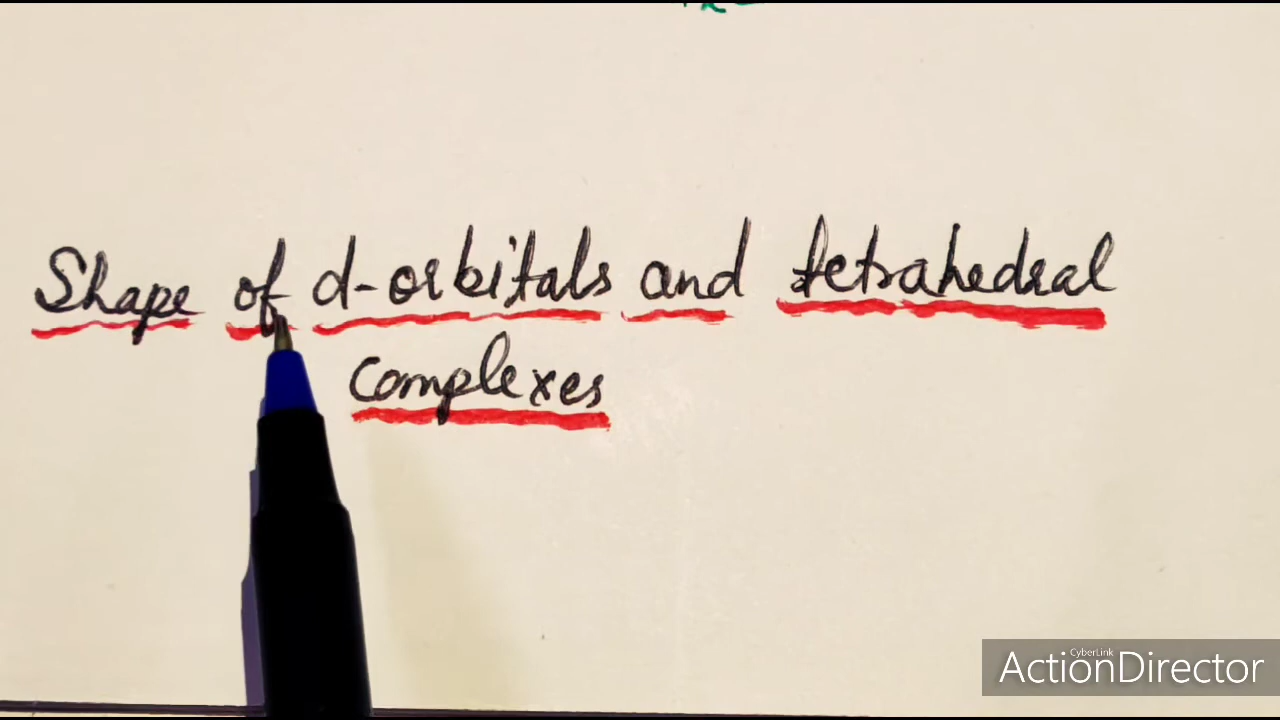 Shape of d-orbitals and tetrahedral
complexes
CyberLink
ActionDirector